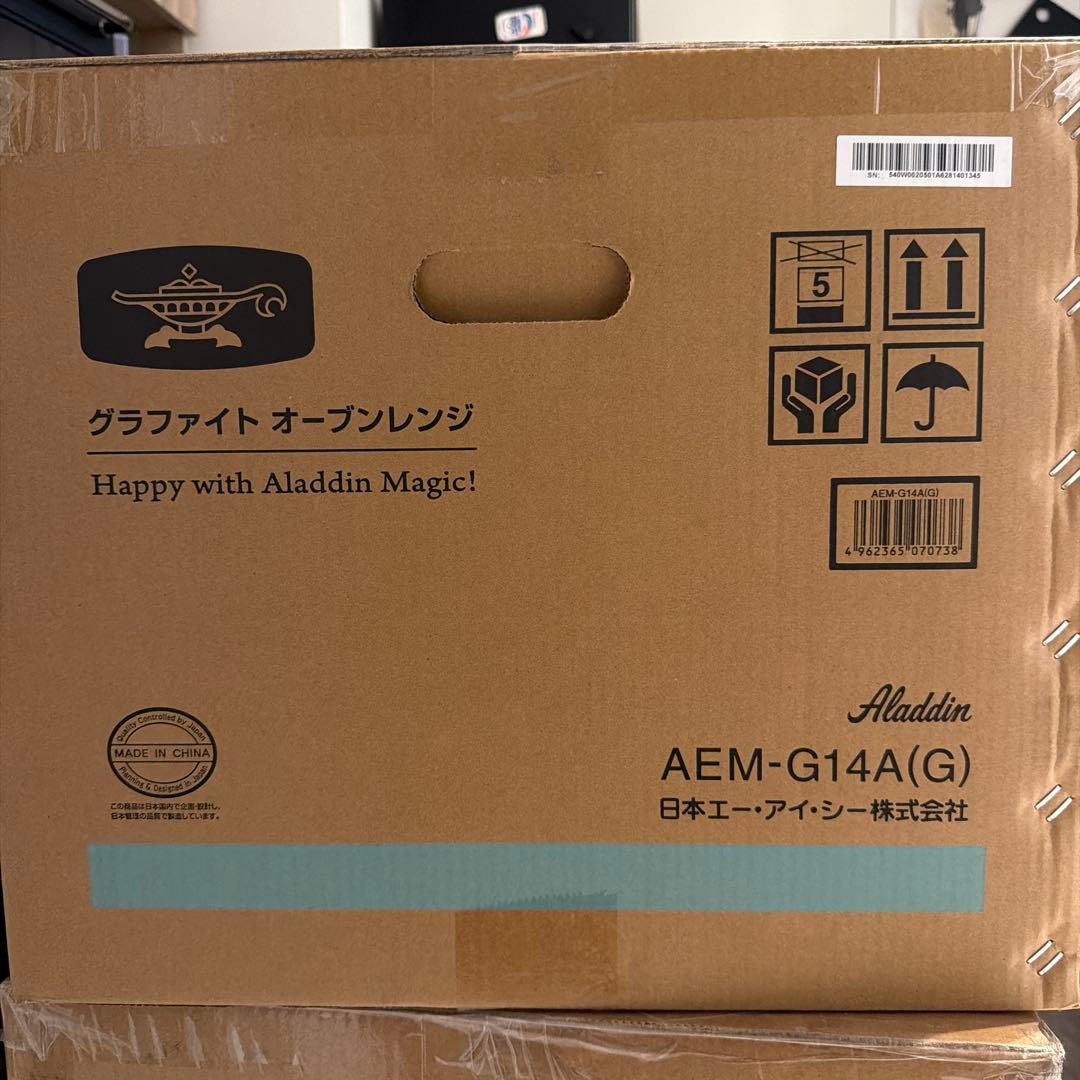 SN: 540W0020501A6281401345
5
グラファイト オーブンレンジ
Happy with Aladdin Magic!
AEM-G14A(G)
4 962365 070738
Aladdin
AEM-G14A(G)
日本エー・アイ・シー株式会社
Quality Controlled by Japan
MADE IN CHINA
Planning & Designed in Japan
この商品は日本国内で企画・設計し、
日本管理の品質で製造しています。